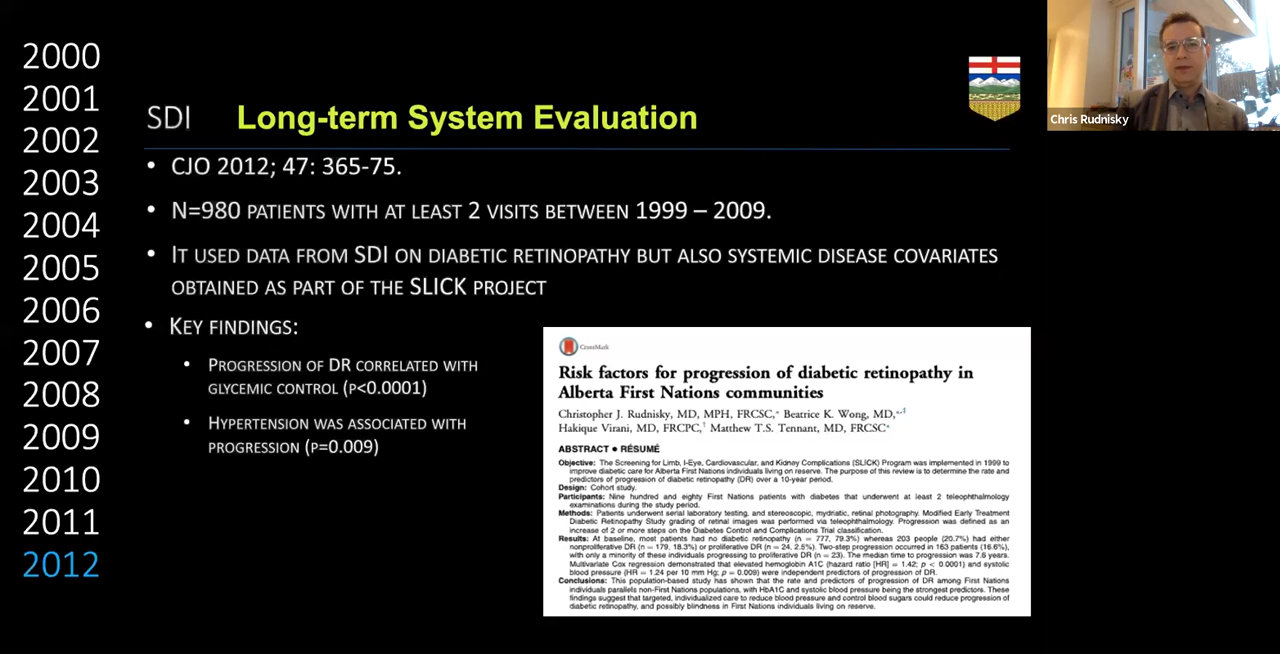 2000
2001
2002
2003
2004
2005
2006
2007
2008
2009
2010
2011
2012
SDI Long-term System Evaluation
• CJO 2012; 47: 365-75.
• N=980 PATIENTS WITH AT LEAST 2 VISITS BETWEEN 1999 – 2009.
• IT USED DATA FROM SDI ON DIABETIC RETINOPATHY BUT ALSO SYSTEMIC DISEASE COVARIATES
OBTAINED AS PART OF THE SLICK PROJECT
• KEY FINDINGS:
• PROGRESSION OF DR CORRELATED WITH
GLYCEMIC CONTROL (P<0.0001)
• HYPERTENSION WAS ASSOCIATED WITH
PROGRESSION (P=0.009)
CrossMark
Risk factors for progression of diabetic retinopathy in
Alberta First Nations communities
Christopher J. Rudnisky, MD, MPH, FRCSC,* Beatrice K. Wong, MD,*,‡
Hakique Virani, MD, FRCPC,† Matthew T.S. Tennant, MD, FRCSC*
ABSTRACT ● RÉSUMÉ
Objective: The Screening for Limb, I-Eye, Cardiovascular, and Kidney Complications (SLICK) Program was implemented in 1999 to
improve diabetic care for Alberta First Nations individuals living on reserve. The purpose of this review is to determine the rate and
predictors of progression of diabetic retinopathy (DR) over a 10-year period.
Design: Cohort study.
Participants: Nine hundred and eighty First Nations patients with diabetes that underwent at least 2 teleophthalmology
examinations during the study period.
Methods: Patients underwent serial laboratory testing, and stereoscopic, mydriatic, retinal photography. Modified Early Treatment
Diabetic Retinopathy Study grading of retinal images was performed via teleophthalmology. Progression was defined as an
increase of 2 or more steps on the Diabetes Control and Complications Trial classification.
Results: At baseline, most patients had no diabetic retinopathy (n = 777, 79.3%) whereas 203 people (20.7%) had either
nonproliferative DR (n = 179, 18.3%) or proliferative DR (n = 24, 2.5%). Two-step progression occurred in 163 patients (16.6%),
with only a minority of these individuals progressing to proliferative DR (n = 23). The median time to progression was 7.6 years.
Multivariate Cox regression demonstrated that elevated hemoglobin A1C (hazard ratio [HR] = 1.42; p < 0.0001) and systolic
blood pressure (HR = 1.24 per 10 mm Hg; p = 0.009) were independent predictors of progression of DR.
Conclusions: This population-based study has shown that the rate and predictors of progression of DR among First Nations
individuals parallels non-First Nations populations, with HbA1C and systolic blood pressure being the strongest predictors. These
findings suggest that targeted, individualized care to reduce blood pressure and control blood sugars could reduce progression of
diabetic retinopathy, and possibly blindness in First Nations individuals living on reserve.
Chris Rudnisky